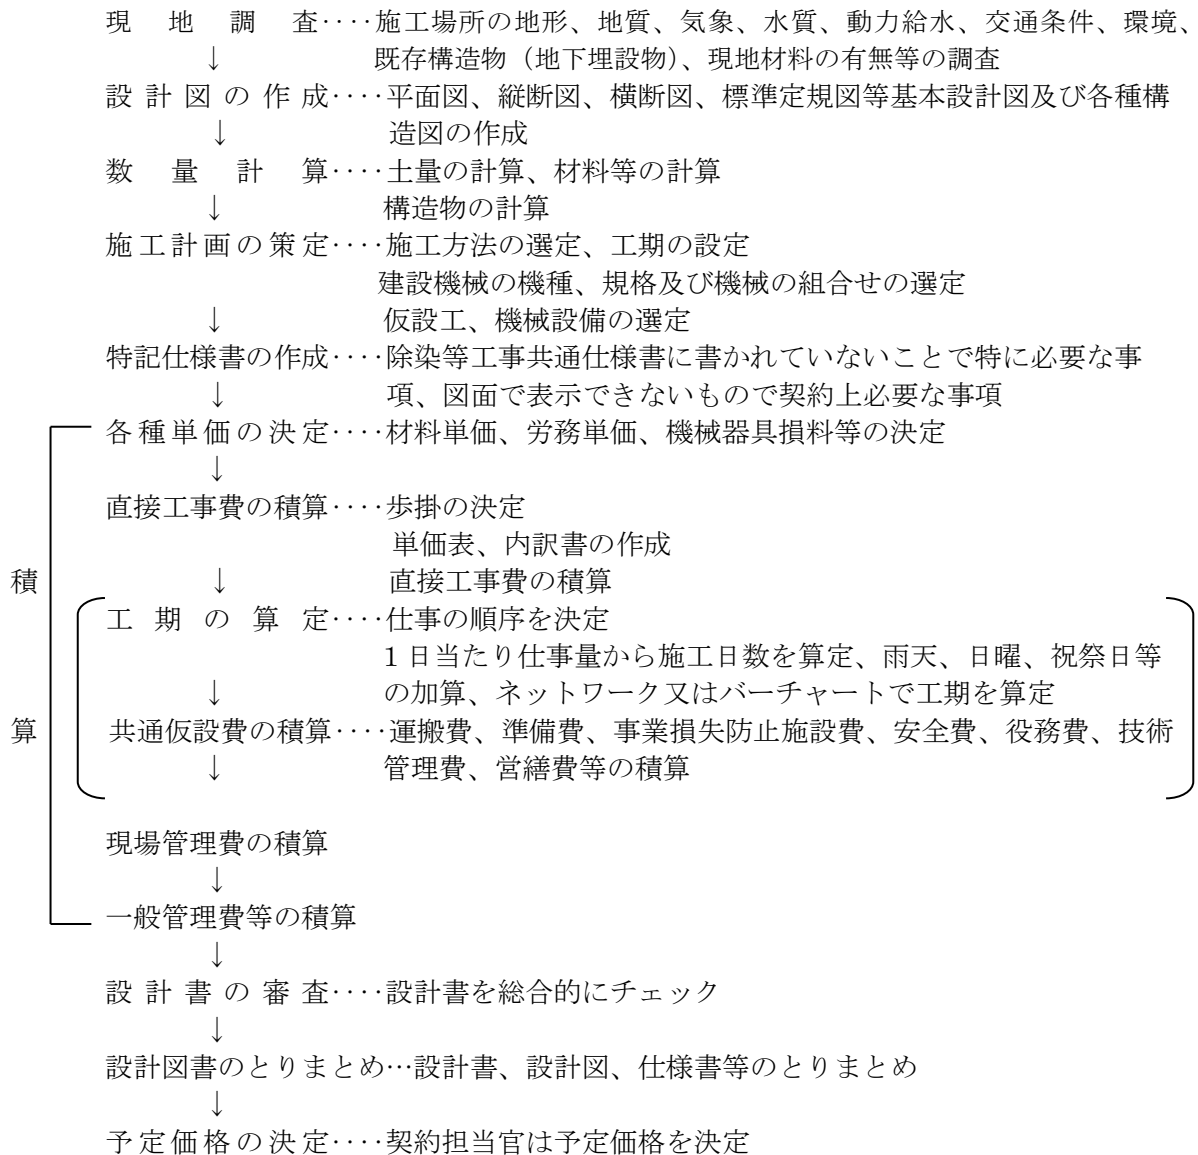 現地調査････施工場所の地形、地質、気象、水質、動力給水、交通条件、環境、
↓ 既存構造物（地下埋設物）、現地材料の有無等の調査
設計図の作成････平面図、縦断図、横断図、標準定規図等基本設計図及び各種構
↓ 造図の作成
数量計算････土量の計算、材料等の計算
↓ 構造物の計算
施工計画の策定････施工方法の選定、工期の設定
建設機械の機種、規格及び機械の組合せの選定
↓ 仮設工、機械設備の選定
特記仕様書の作成････除染等工事共通仕様書に書かれていないことで特に必要な事
↓ 項、図面で表示できないもので契約上必要な事項
各種単価の決定････材料単価、労務単価、機械器具損料等の決定
↓
直接工事費の積算････歩掛の決定
単価表、内訳書の作成
積 ↓ 直接工事費の積算
工期の算定････仕事の順序を決定
1日当たり仕事量から施工日数を算定、雨天、日曜、祝祭日等
↓ の加算、ネットワーク又はバーチャートで工期を算定
算 共通仮設費の積算････運搬費、準備費、事業損失防止施設費、安全費、役務費、技術
↓ 管理費、営繕費等の積算
現場管理費の積算
↓
一般管理費等の積算
↓
設計書の審査････設計書を総合的にチェック
↓
設計図書のとりまとめ…設計書、設計図、仕様書等のとりまとめ
↓
予定価格の決定････契約担当官は予定価格を決定